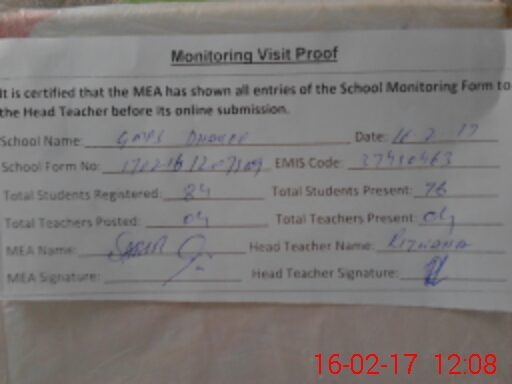 Monitoring Visit Proof
It is certified that the MEA has shown all entries of the School Monitoring Form to
the Head Teacher before its online submission.
School Name: GMPS Date: 16-2-17
School Form No: EMIS Code:
Total Students Registered: 84 Total Students Present: 76
Total Teachers Posted: 04 Total Teachers Present: 04
MEA Name: Head Teacher Name: Rizwana
MEA Signature: Head Teacher Signature:
16-02-17 12:08